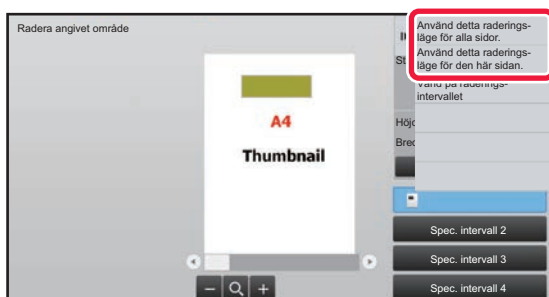 Radera angivet område
Använd detta raderings-
läge för alla sidor.
Använd detta raderings-
läge för den här sidan.
Vänd på raderings-
intervallet
St
Höjd
Bred
A4
Thumbnail
Spec. intervall 2
Spec. intervall 3
Spec. intervall 4